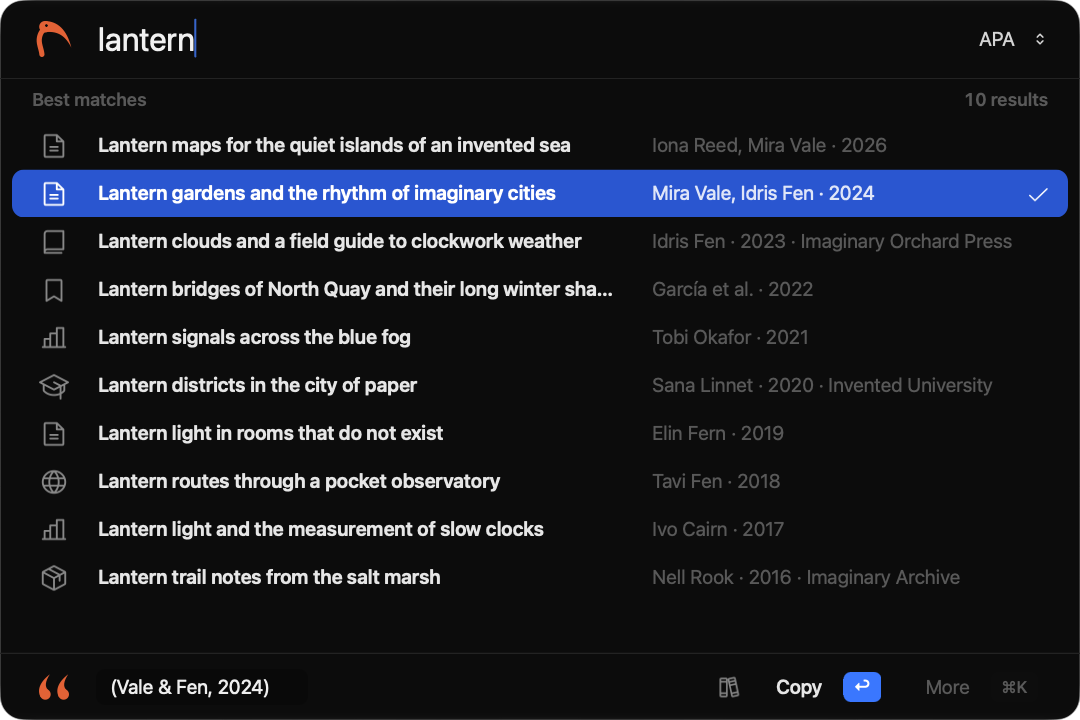 lantern
APA
Best matches
10 results
Lantern maps for the quiet islands of an invented sea Iona Reed, Mira Vale · 2026
Lantern gardens and the rhythm of imaginary cities Mira Vale, Idris Fen · 2024
Lantern clouds and a field guide to clockwork weather Idris Fen · 2023 · Imaginary Orchard Press
Lantern bridges of North Quay and their long winter sha... García et al. · 2022
Lantern signals across the blue fog Tobi Okafor · 2021
Lantern districts in the city of paper Sana Linnet · 2020 · Invented University
Lantern light in rooms that do not exist Elin Fern · 2019
Lantern routes through a pocket observatory Tavi Fen · 2018
Lantern light and the measurement of slow clocks Ivo Cairn · 2017
Lantern trail notes from the salt marsh Nell Rook · 2016 · Imaginary Archive
(Vale & Fen, 2024) Copy More ⌘K